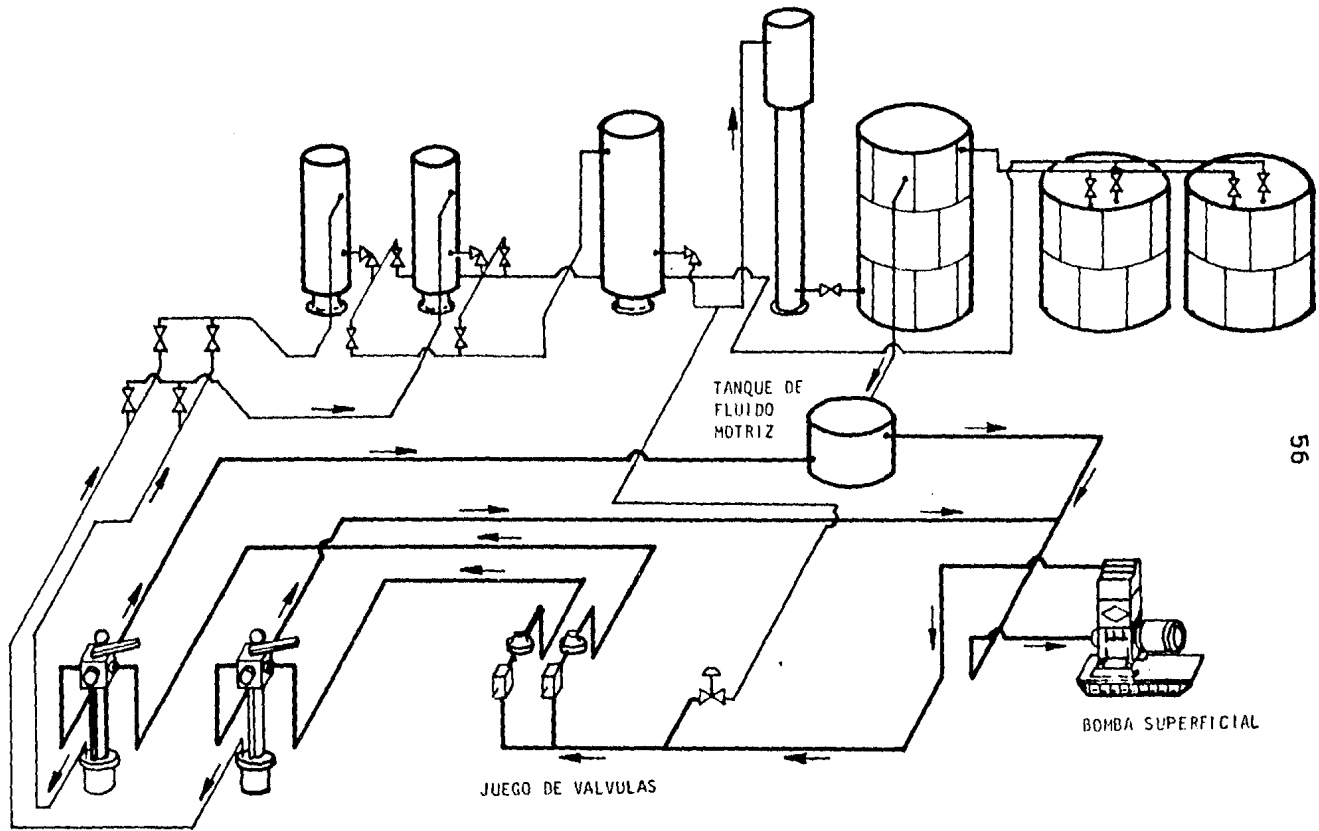 TANQUE DE
FLUIDO
MOTRIZ
56
BOMBA SUPERFICIAL
JUEGO DE VALVULAS